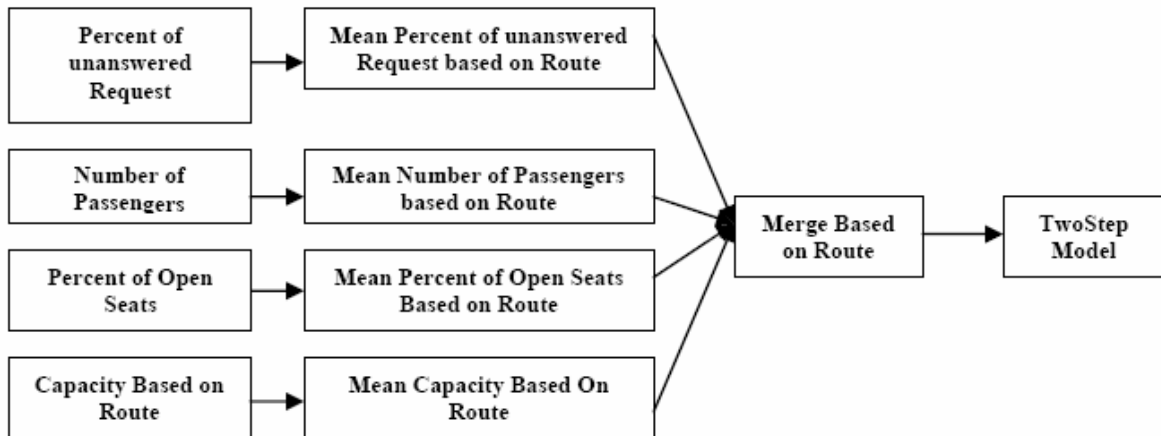 Percent of
unanswered
Request
Mean Percent of unanswered
Request based on Route
Number of
Passengers
Mean Number of Passengers
based on Route
Merge Based
on Route
TwoStep
Model
Percent of Open
Seats
Mean Percent of Open Seats
Based on Route
Capacity Based on
Route
Mean Capacity Based On
Route